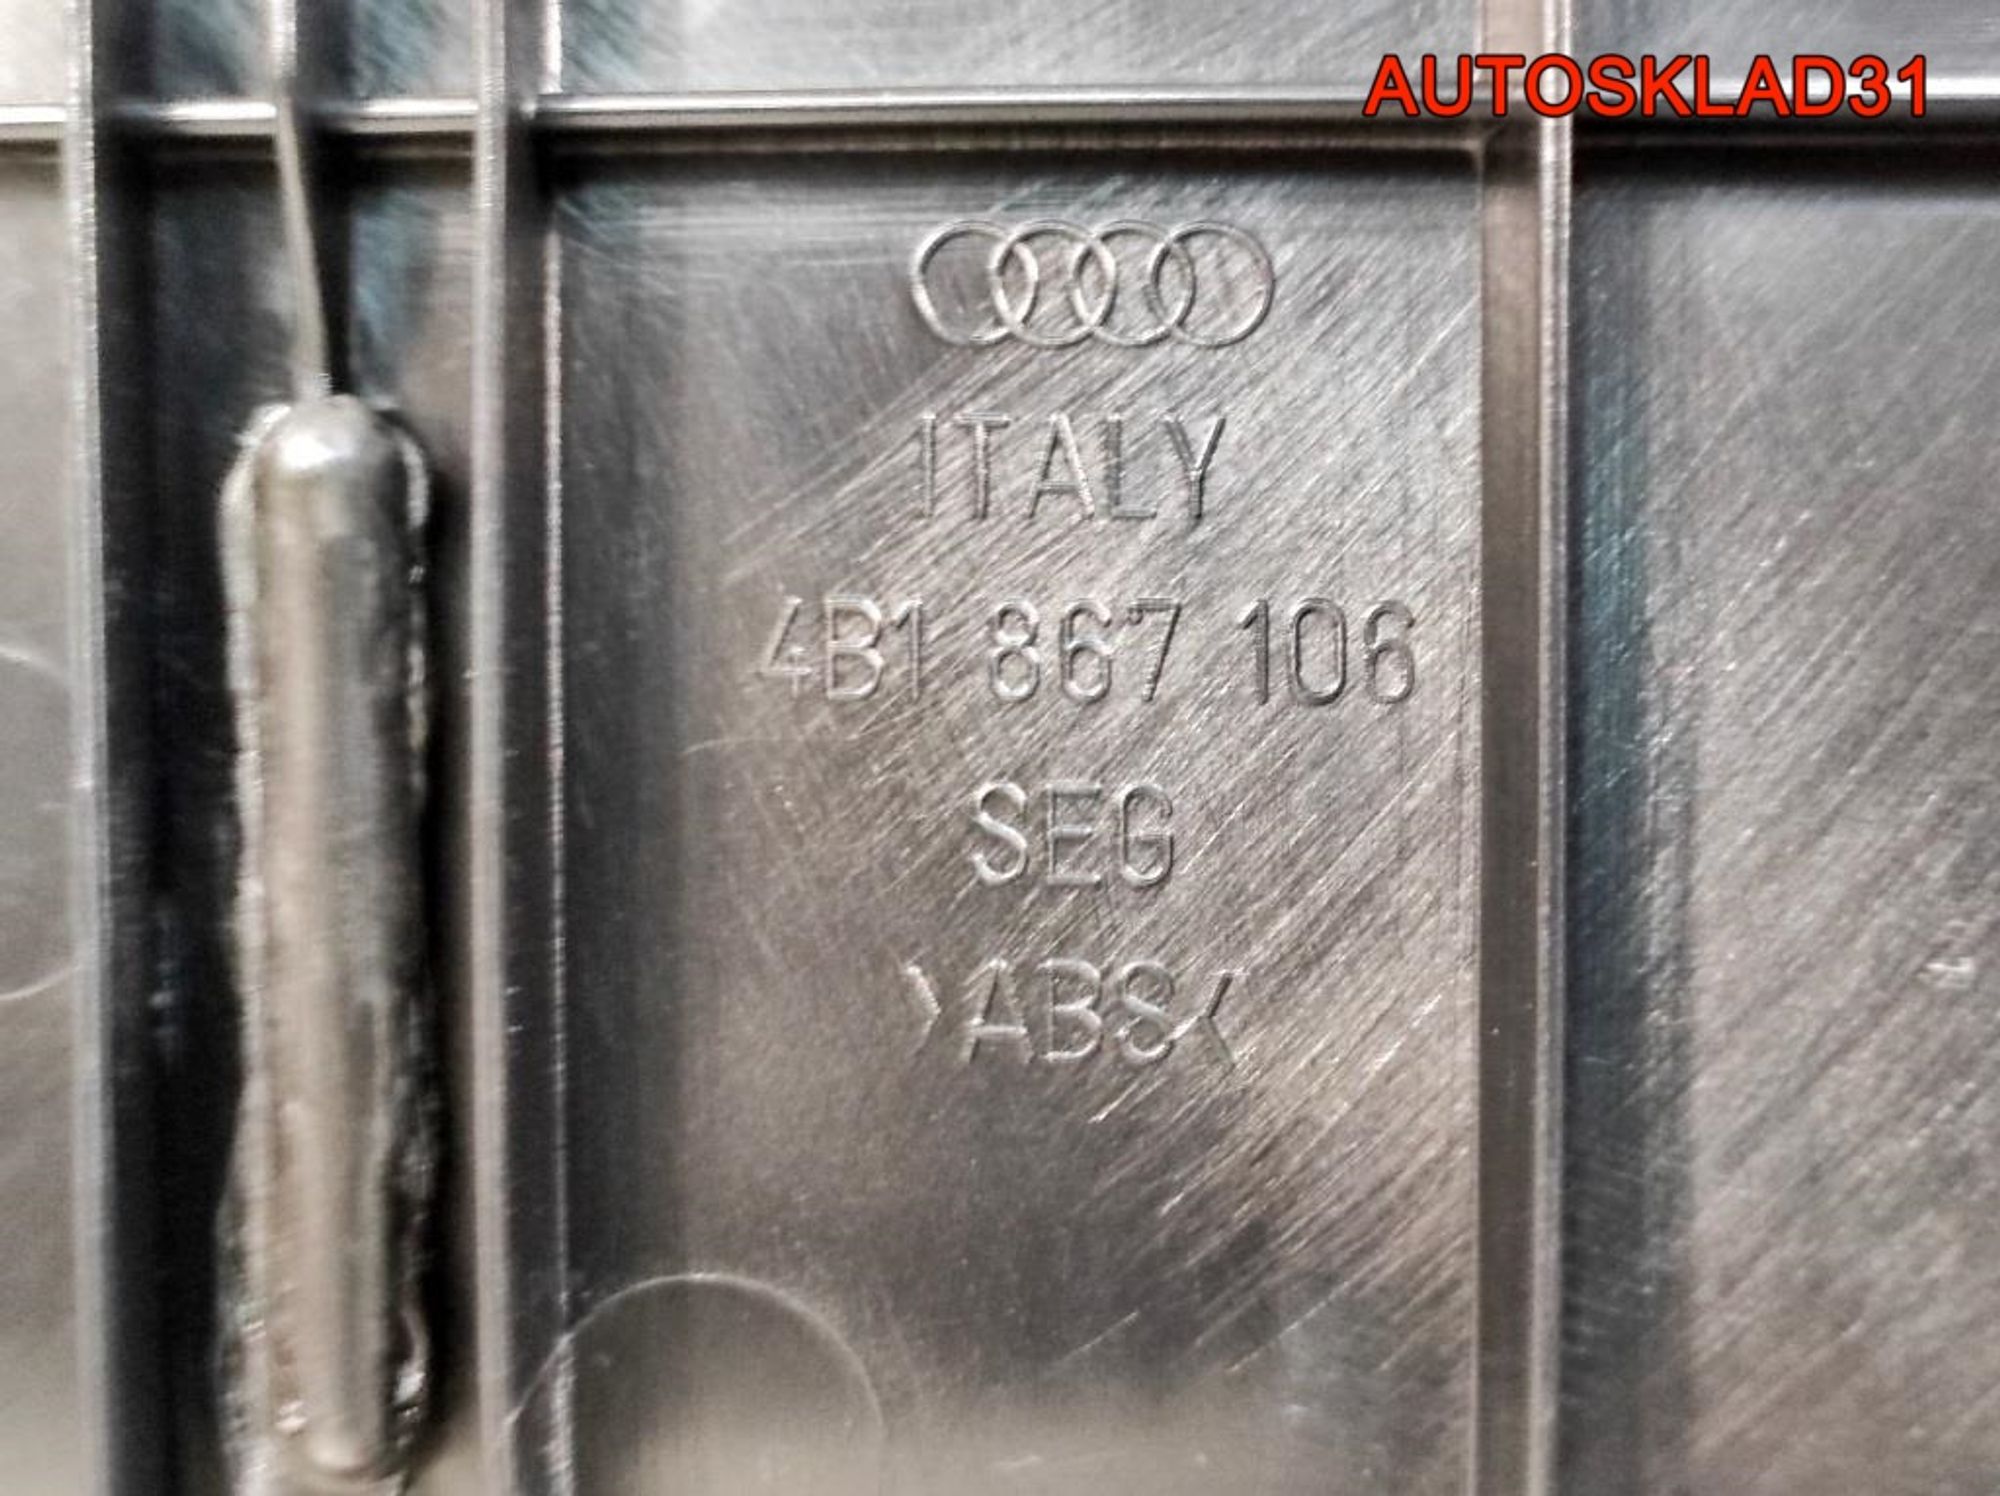 AUTOSKLAD31
ITALY
4B1 867 106
SEG
>ABS<